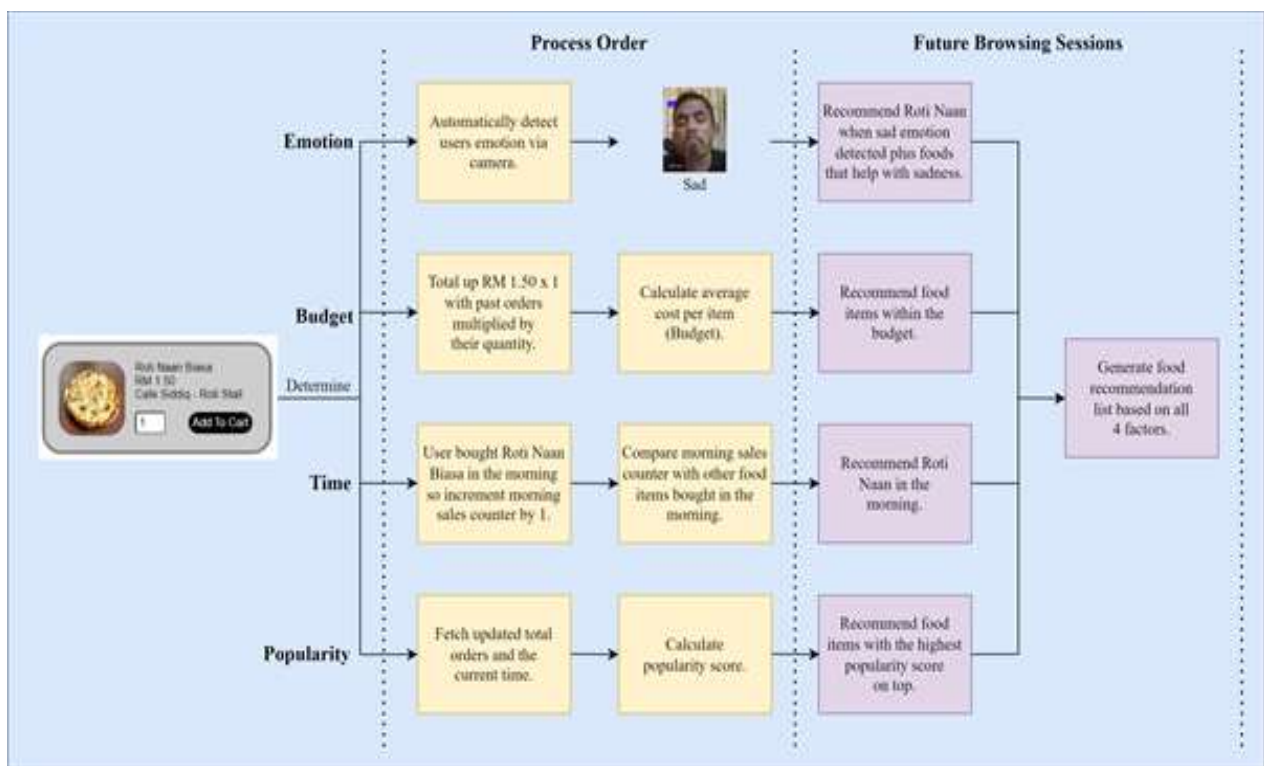 Process Order
Future Browsing Sessions
Emotion
Automatically detect
users emotion via
camera.
Sad
Recommend Roti Naan
when sad emotion
detected plus foods
that help with sadness.
Budget
Total up RM 1.50 x 1
with past orders
multiplied by
their quantity.
Calculate average
cost per item
(Budget).
Recommend food
items within the
budget.
Roti Naan Biasa
RM 1.50
Cafe Siddiq - Roti Stall
1
Add To Cart
Determine
Generate food
recommendation
list based on all
4 factors.
Time
User bought Roti Naan
Biasa in the morning
so increment morning
sales counter by 1.
Compare morning sales
counter with other food
items bought in the
morning.
Recommend Roti
Naan in the
morning.
Popularity
Fetch updated total
orders and the
current time.
Calculate
popularity score.
Recommend food
items with the highest
popularity score
on top.